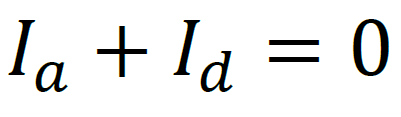 I_a + I_d = 0